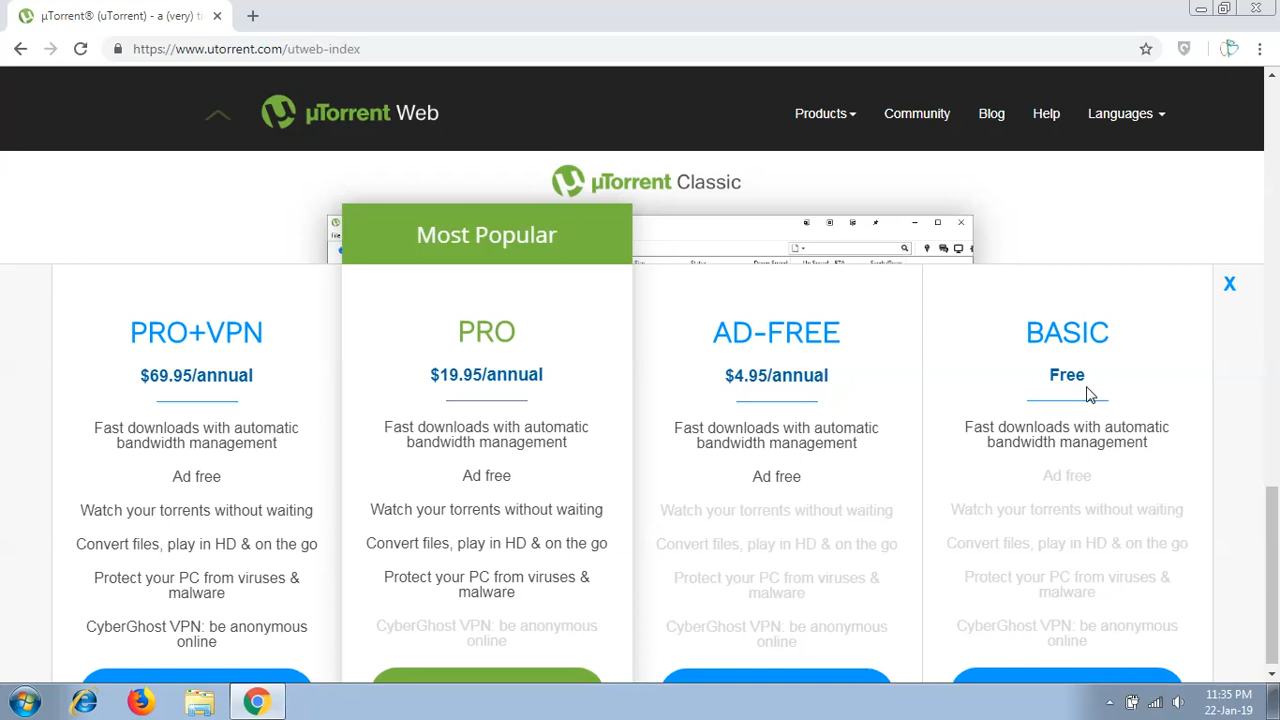 µTorrent® (uTorrent) - a (very) ti
https://www.utorrent.com/utweb-index
µTorrent Web
Products
Community
Blog
Help
Languages
µTorrent Classic
Most Popular
PRO+VPN
$69.95/annual
Fast downloads with automatic
bandwidth management
Ad free
Watch your torrents without waiting
Convert files, play in HD & on the go
Protect your PC from viruses &
malware
CyberGhost VPN: be anonymous
online
PRO
$19.95/annual
Fast downloads with automatic
bandwidth management
Ad free
Watch your torrents without waiting
Convert files, play in HD & on the go
Protect your PC from viruses &
malware
CyberGhost VPN: be anonymous
online
AD-FREE
$4.95/annual
Fast downloads with automatic
bandwidth management
Ad free
Watch your torrents without waiting
Convert files, play in HD & on the go
Protect your PC from viruses &
malware
CyberGhost VPN: be anonymous
online
BASIC
Free
Fast downloads with automatic
bandwidth management
Ad free
Watch your torrents without waiting
Convert files, play in HD & on the go
Protect your PC from viruses &
malware
CyberGhost VPN: be anonymous
online
X
11:35 PM
22-Jan-19